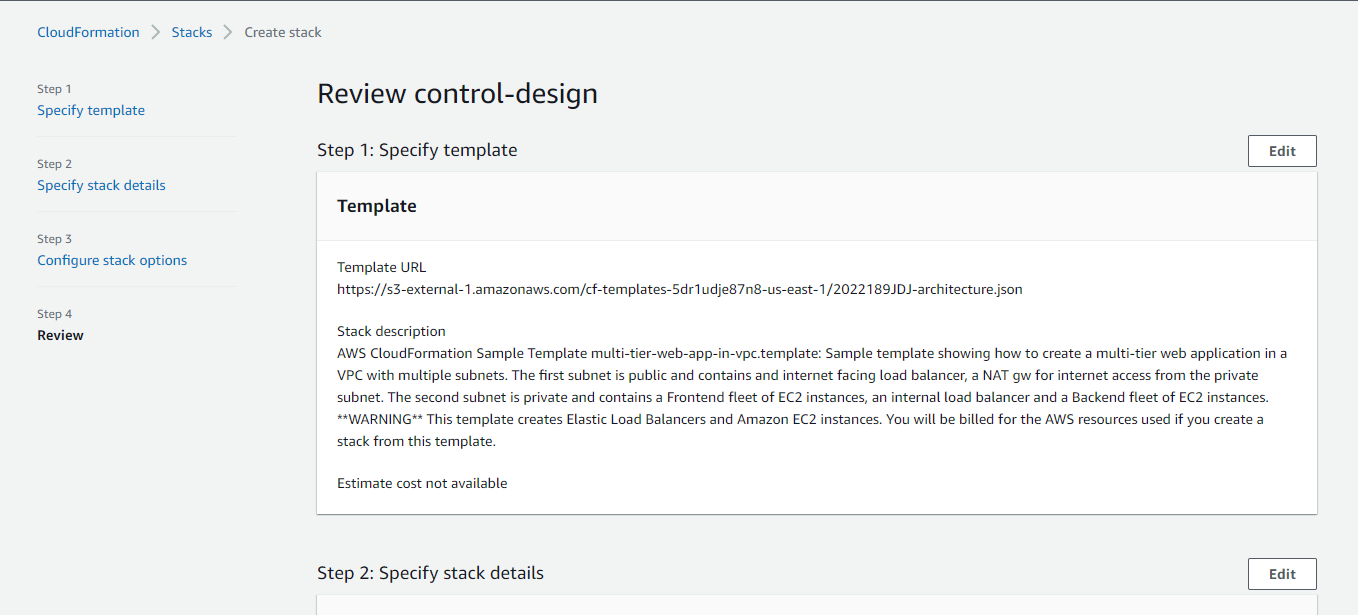 CloudFormation > Stacks > Create stack
Step 1
Specify template
Step 2
Specify stack details
Step 3
Configure stack options
Step 4
Review
Review control-design
Step 1: Specify template
Edit
Template
Template URL
https://s3-external-1.amazonaws.com/cf-templates-5dr1udje87n8-us-east-1/2022189JDJ-architecture.json
Stack description
AWS CloudFormation Sample Template multi-tier-web-app-in-vpc.template: Sample template showing how to create a multi-tier web application in a
VPC with multiple subnets. The first subnet is public and contains and internet facing load balancer, a NAT gw for internet access from the private
subnet. The second subnet is private and contains a Frontend fleet of EC2 instances, an internal load balancer and a Backend fleet of EC2 instances.
**WARNING** This template creates Elastic Load Balancers and Amazon EC2 instances. You will be billed for the AWS resources used if you create a
stack from this template.
Estimate cost not available
Step 2: Specify stack details
Edit